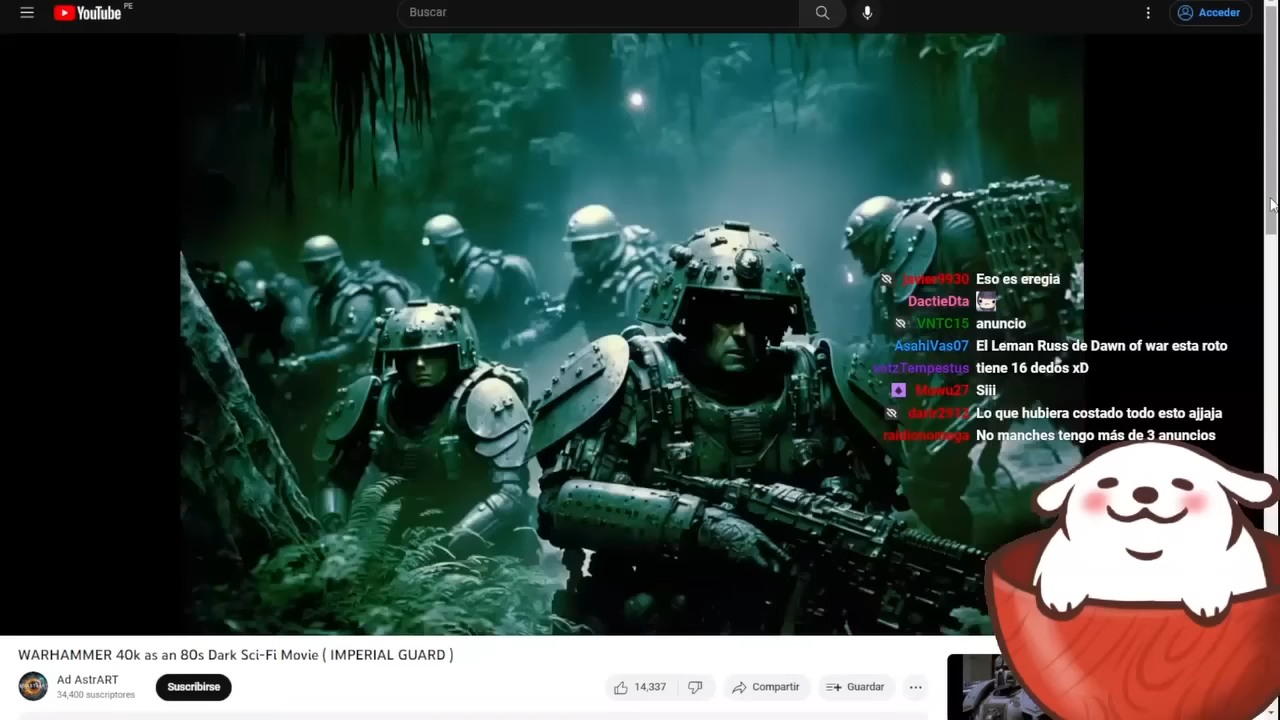 YouTube PE
Buscar
Acceder
javier9930 Eso es eregia
DactieDta
VNTC15 anuncio
AsahiVas07 El Leman Russ de Dawn of war esta roto
tiene 16 dedos xD
Mowu27 Siii
Lo que hubiera costado todo esto ajjaja
No manches tengo más de 3 anuncios
WARHAMMER 40k as an 80s Dark Sci-Fi Movie ( IMPERIAL GUARD )
Ad AstrART
34,400 suscriptores
Suscribirse
14,337
Compartir
Guardar